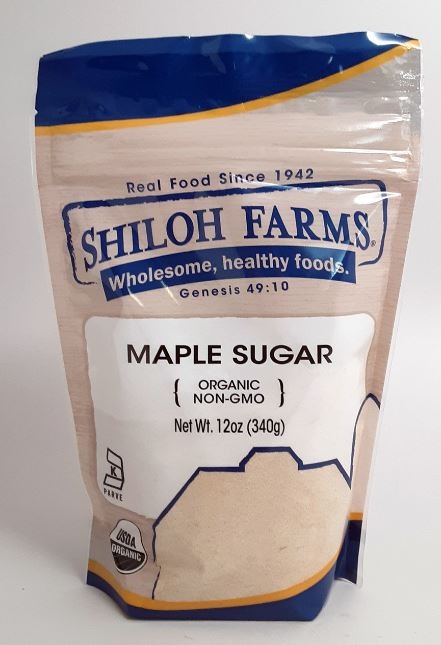 Real Food Since 1942
SHILOH FARMS®
Wholesome, healthy foods.
Genesis 49:10
MAPLE SUGAR
{ ORGANIC
NON-GMO }
Net Wt. 12oz (340g)
K
PARVE
USDA
ORGANIC